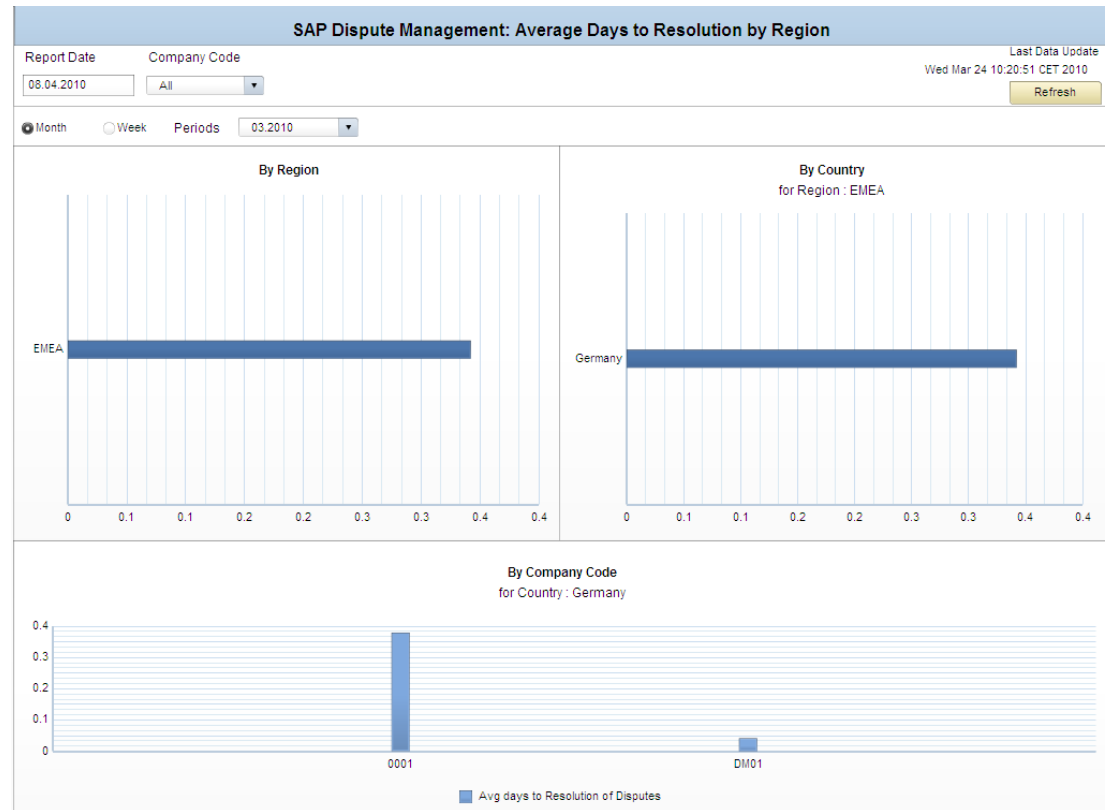 SAP Dispute Management: Average Days to Resolution by Region
Report Date Company Code
Last Data Update
08.04.2010 All
Wed Mar 24 10:20:51 CET 2010
Refresh
Month Week Periods 03.2010
By Region
EMEA
0 0.1 0.1 0.2 0.2 0.3 0.3 0.4 0.4
By Country
for Region : EMEA
Germany
0 0.1 0.1 0.2 0.2 0.3 0.3 0.4 0.4
By Company Code
for Country : Germany
0.4
0.3
0.2
0.1
0
0001 DM01
Avg days to Resolution of Disputes